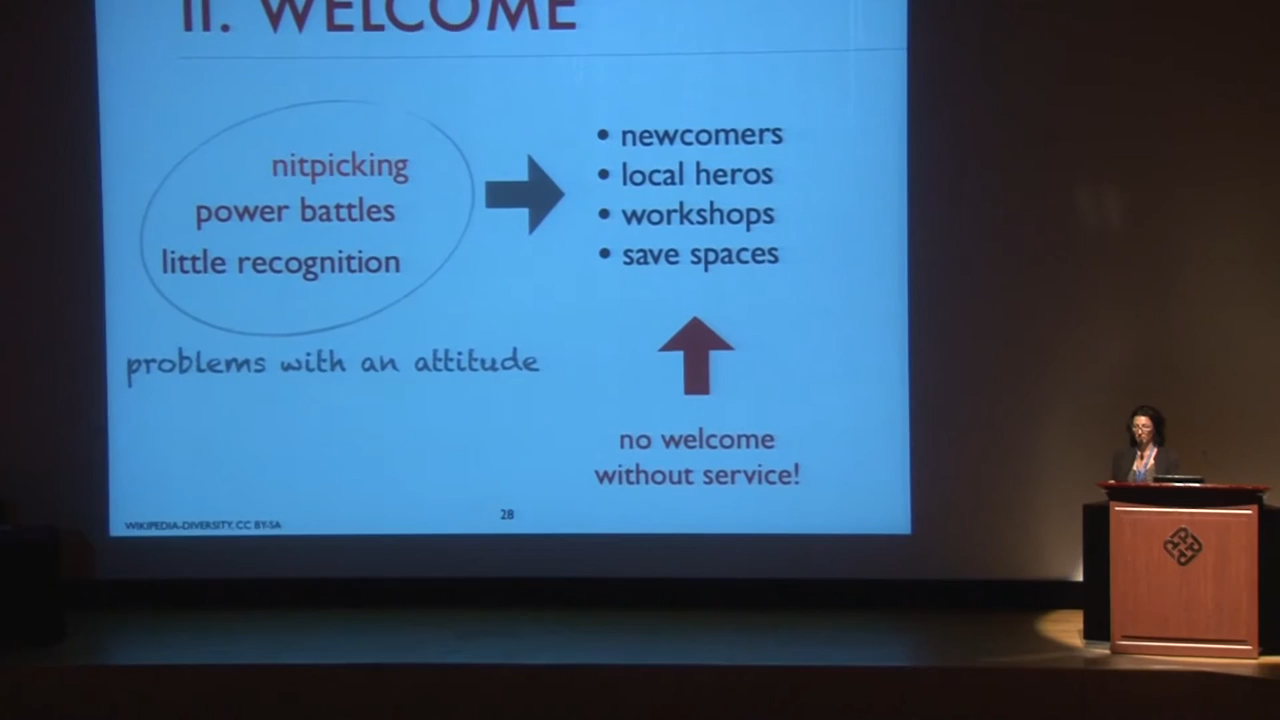 II. WELCOME
nitpicking
power battles
little recognition
problems with an attitude
• newcomers
• local heros
• workshops
• save spaces
no welcome
without service!
WIKIPEDIA-DIVERSITY, CC BY-SA
28